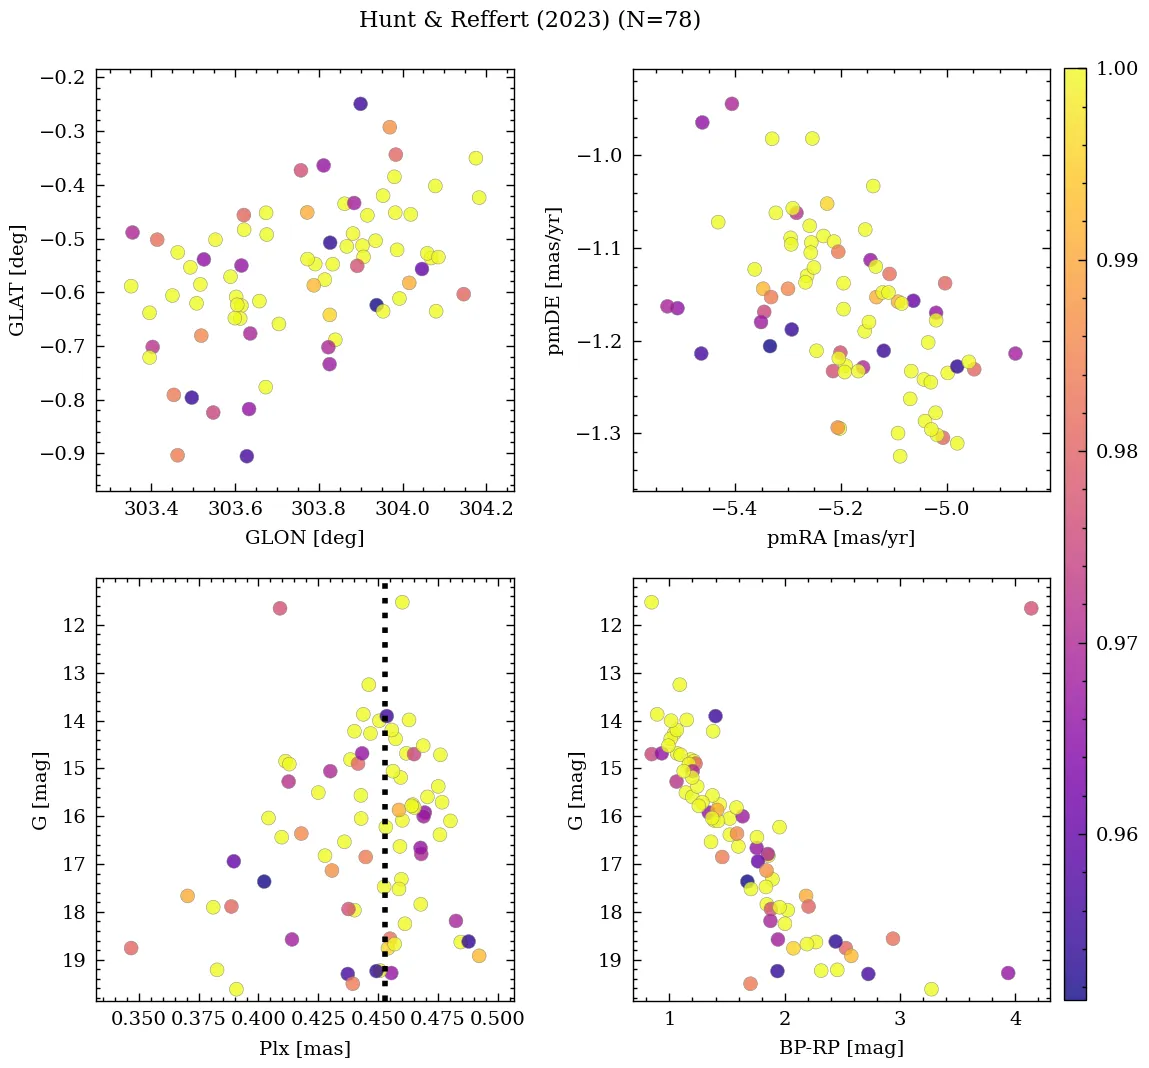 Hunt & Reffert (2023) (N=78)
−0.2
−0.3
−0.4
−0.5
−0.6
−0.7
−0.8
−0.9
GLAT [deg]
303.4 303.6 303.8 304.0 304.2
GLON [deg]
−1.0
−1.1
−1.2
−1.3
pmDE [mas/yr]
−5.4 −5.2 −5.0
pmRA [mas/yr]
1.00
0.99
0.98
0.97
0.96
12
13
14
15
16
17
18
19
G [mag]
0.350 0.375 0.400 0.425 0.450 0.475 0.500
Plx [mas]
12
13
14
15
16
17
18
19
G [mag]
1 2 3 4
BP-RP [mag]